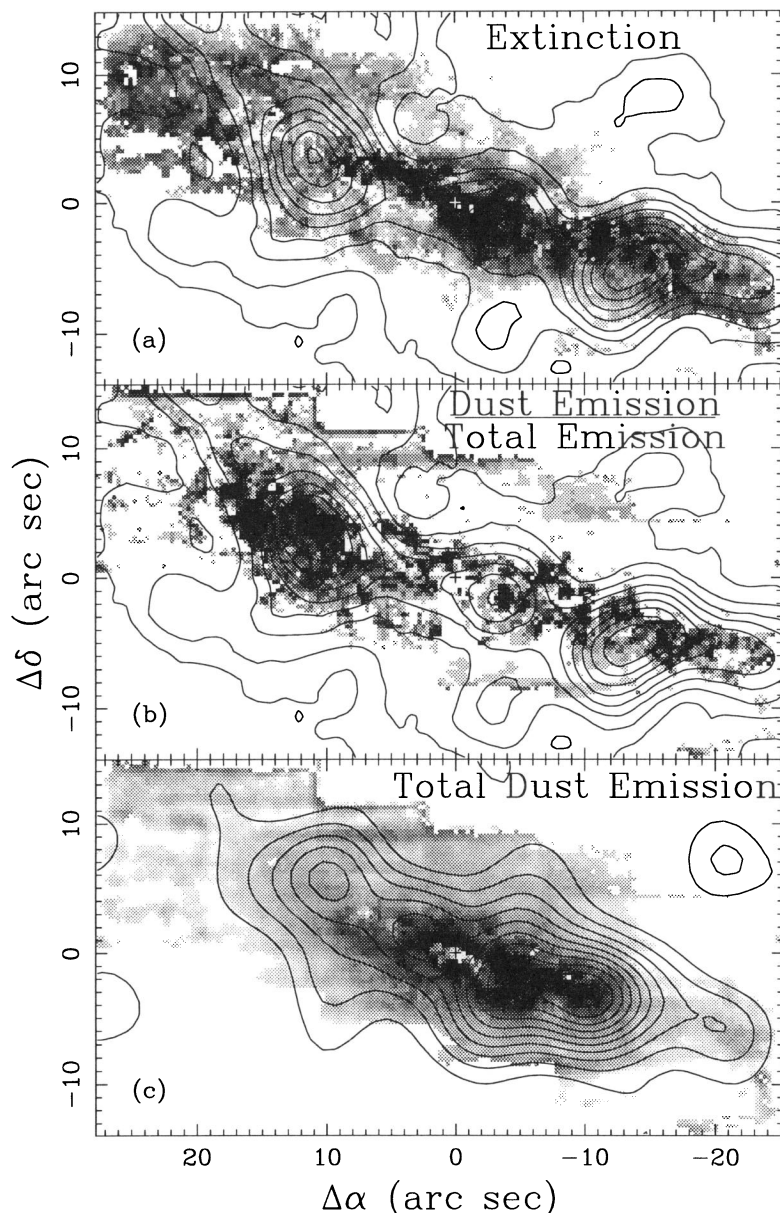 Extinction
10
0
−10
(a)
Dust Emission
Total Emission
10
0
−10
(b)
Δδ (arc sec)
Total Dust Emission
10
0
−10
(c)
20 10 0 −10 −20
Δα (arc sec)